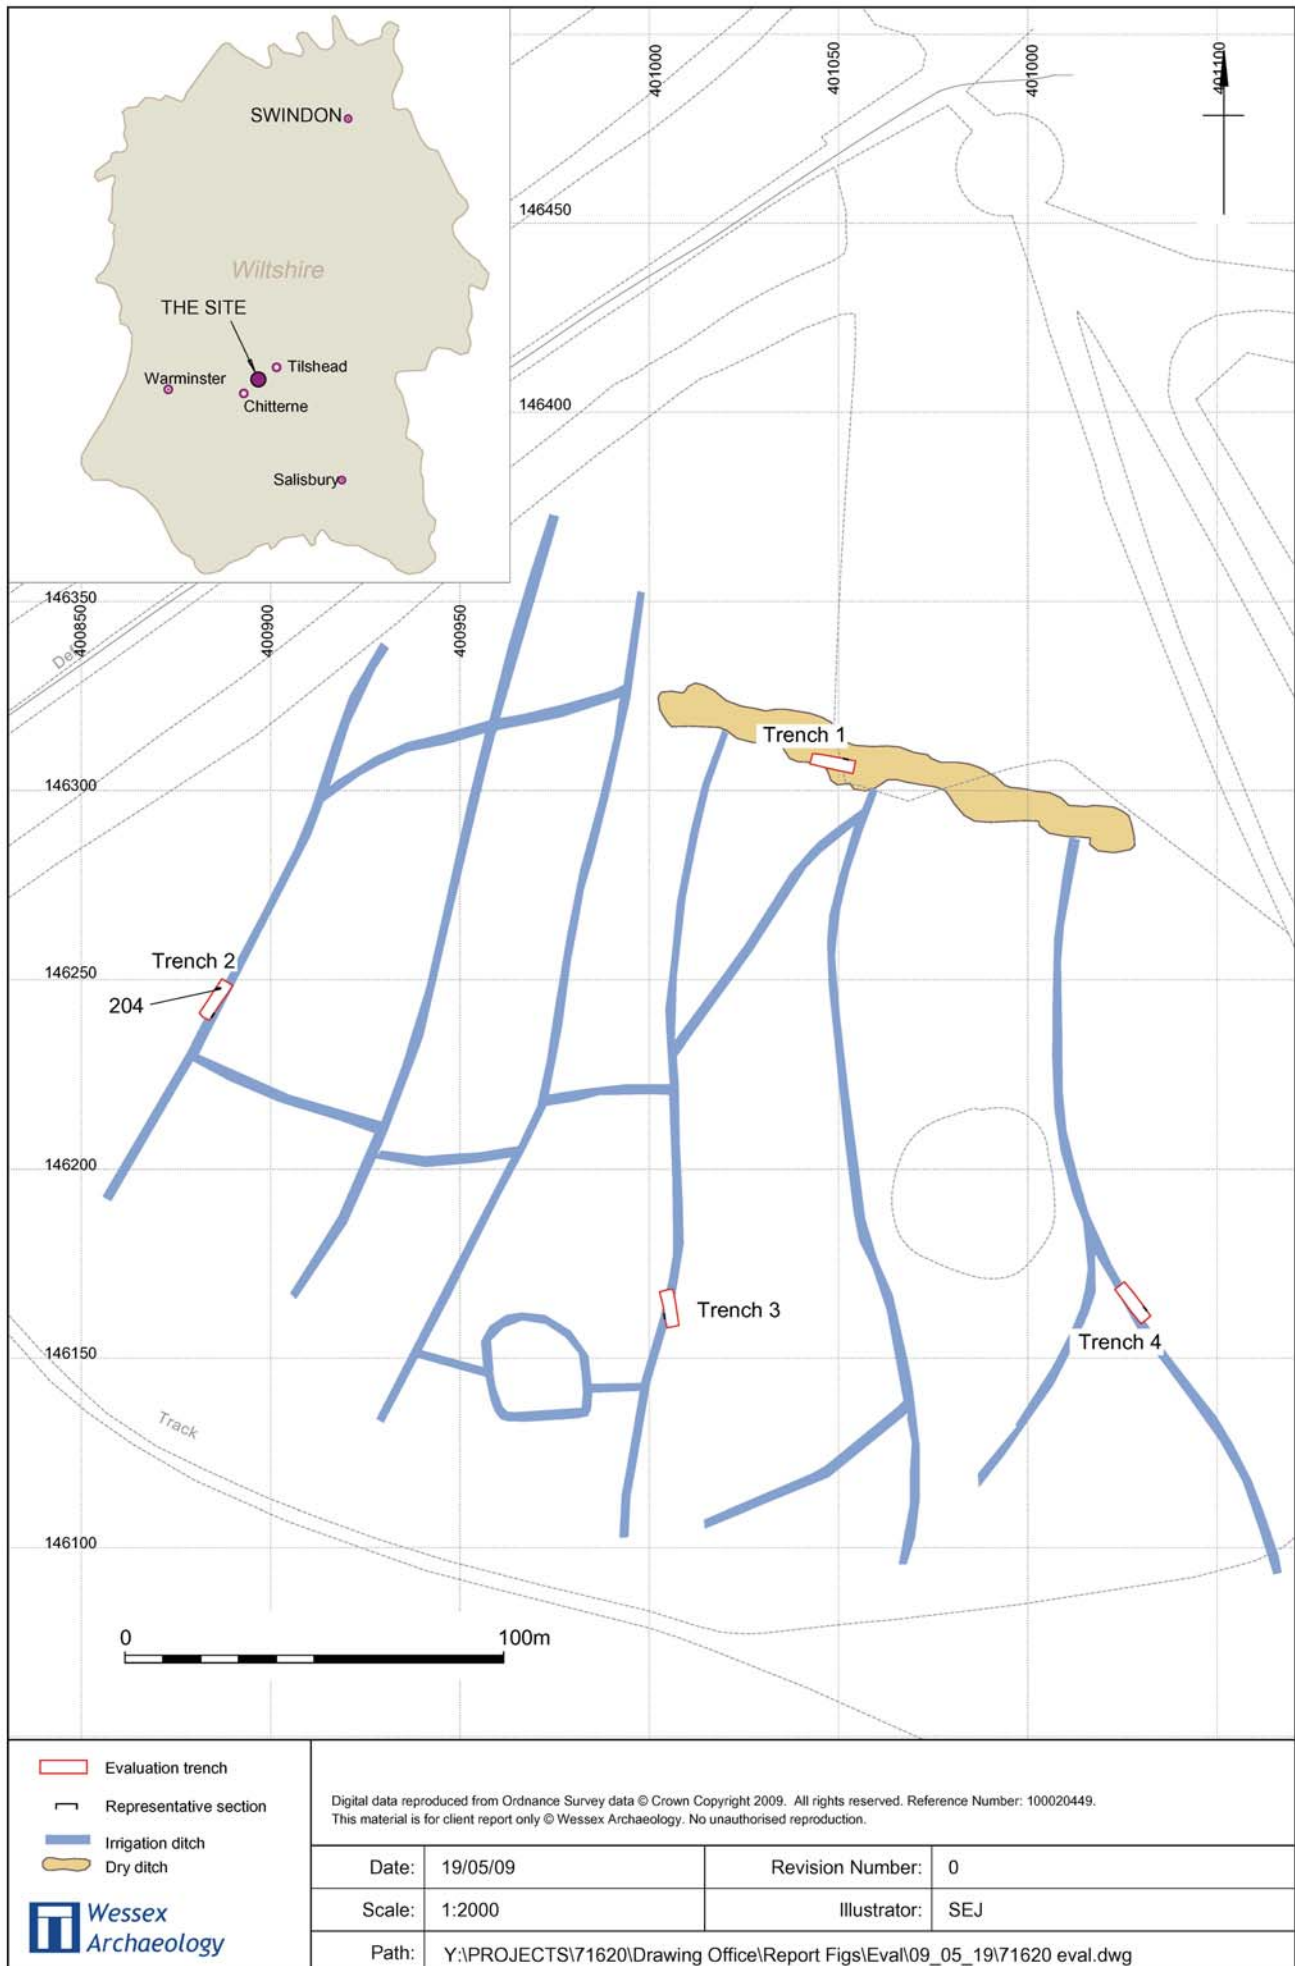 SWINDON
Wiltshire
THE SITE
Tilshead
Warminster
Chitterne
Salisbury
401000
401050
401000
401100
146450
146400
146350
400850
400900
400950
Trench 1
146300
Trench 2
146250
204
146200
Trench 3
Trench 4
146150
Track
146100
0 100m
Evaluation trench
Representative section
Irrigation ditch
Dry ditch
Wessex
Archaeology
Digital data reproduced from Ordnance Survey data © Crown Copyright 2009. All rights reserved. Reference Number: 100020449.
This material is for client report only © Wessex Archaeology. No unauthorised reproduction.
Date: 19/05/09 Revision Number: 0
Scale: 1:2000 Illustrator: SEJ
Path: Y:\PROJECTS\71620\Drawing Office\Report Figs\Eval\09_05_19\71620 eval.dwg